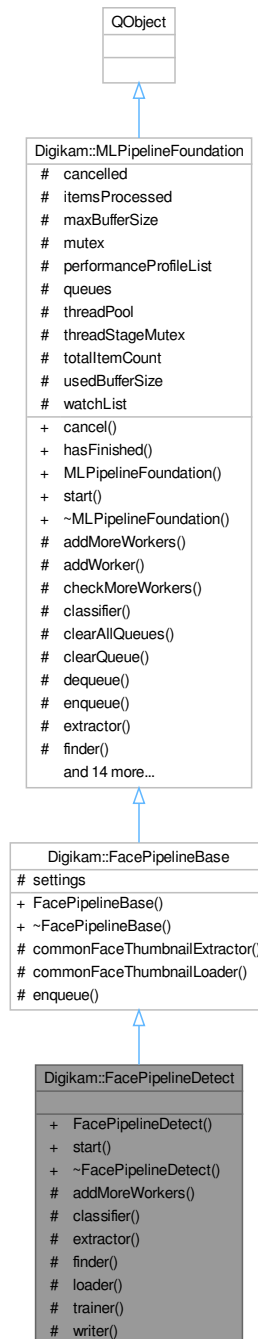 QObject
Digikam::MLPipelineFoundation
# cancelled
# itemsProcessed
# maxBufferSize
# mutex
# performanceProfileList
# queues
# threadPool
# threadStageMutex
# totalItemCount
# usedBufferSize
# watchList
+ cancel()
+ hasFinished()
+ MLPipelineFoundation()
+ start()
+ ~MLPipelineFoundation()
# addMoreWorkers()
# addWorker()
# checkMoreWorkers()
# classifier()
# clearAllQueues()
# clearQueue()
# dequeue()
# enqueue()
# extractor()
# finder()
and 14 more...
Digikam::FacePipelineBase
# settings
+ FacePipelineBase()
+ ~FacePipelineBase()
# commonFaceThumbnailExtractor()
# commonFaceThumbnailLoader()
# enqueue()
Digikam::FacePipelineDetect
+ FacePipelineDetect()
+ start()
+ ~FacePipelineDetect()
# addMoreWorkers()
# classifier()
# extractor()
# finder()
# loader()
# trainer()
# writer()